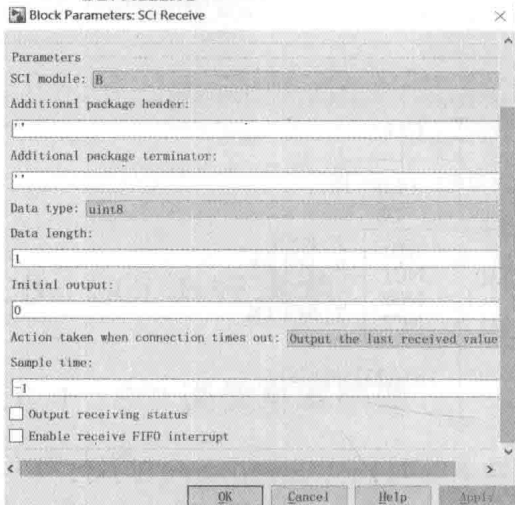 Block Parameters: SCI Receive
Parameters
SCI module: B
Additional package header:
''
Additional package terminator:
''
Data type: uint8
Data length:
1
Initial output:
0
Action taken when connection times out: Output the last received value
Sample time:
-1
Output receiving status
Enable receive FIFO interrupt
OK Cancel Help Apply